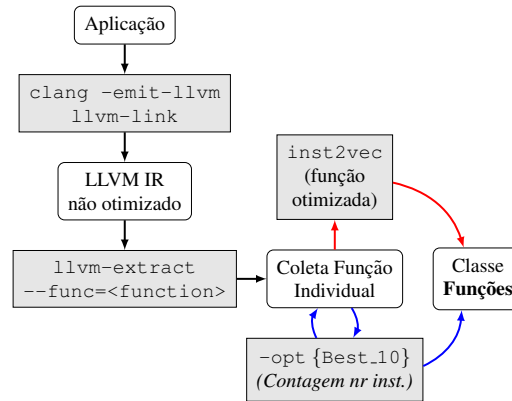 Aplicação
clang -emit-llvm
llvm-link
LLVM IR
não otimizado
llvm-extract
--func=<function>
inst2vec
(função
otimizada)
Coleta Função
Individual
Classe
Funções
-opt {Best_10}
(Contagem nr inst.)